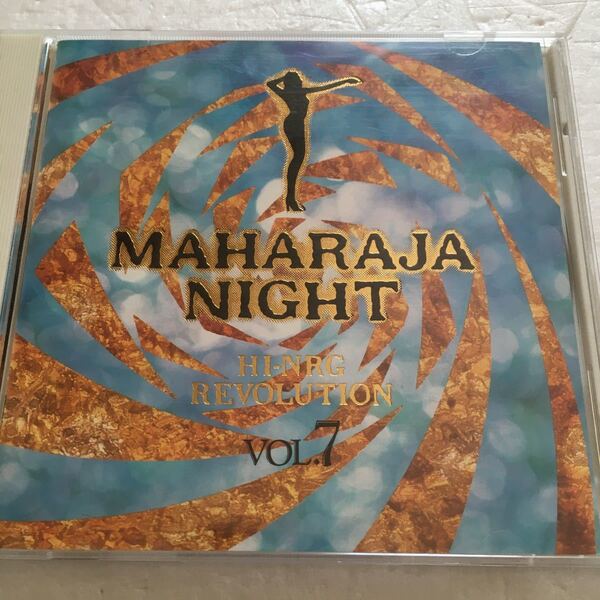 MAHARAJA
NIGHT
HI-NRG
REVOLUTION
VOL.7